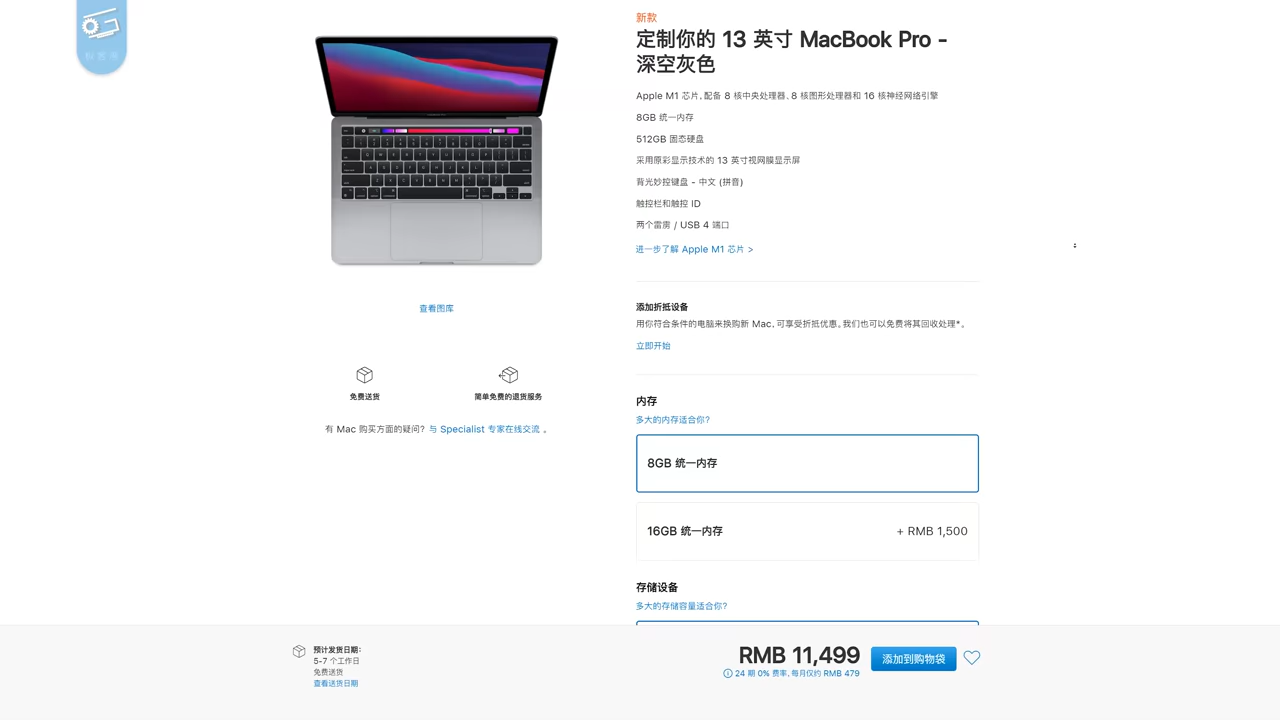 新款
定制你的 13 英寸 MacBook Pro -
深空灰色
Apple M1 芯片, 配备 8 核中央处理器、8 核图形处理器和 16 核神经网络引擎
8GB 统一内存
512GB 固态硬盘
采用原彩显示技术的 13 英寸视网膜显示屏
背光妙控键盘 - 中文 (拼音)
触控栏和触控 ID
两个雷雳 / USB 4 端口
进一步了解 Apple M1 芯片 >
查看图库
免费送货
简单免费的退货服务
有 Mac 购买方面的疑问? 与 Specialist 专家在线交流 。
添加折抵设备
用你符合条件的电脑来换购新 Mac, 可享受折抵优惠。我们也可以免费将其回收处理*。
立即开始
内存
多大的内存适合你?
8GB 统一内存
16GB 统一内存 + RMB 1,500
存储设备
多大的存储容量适合你?
预计发货日期:
5-7 个工作日
免费送货
查看送货日期
RMB 11,499
24 期 0% 费率, 每月仅约 RMB 479
添加到购物袋